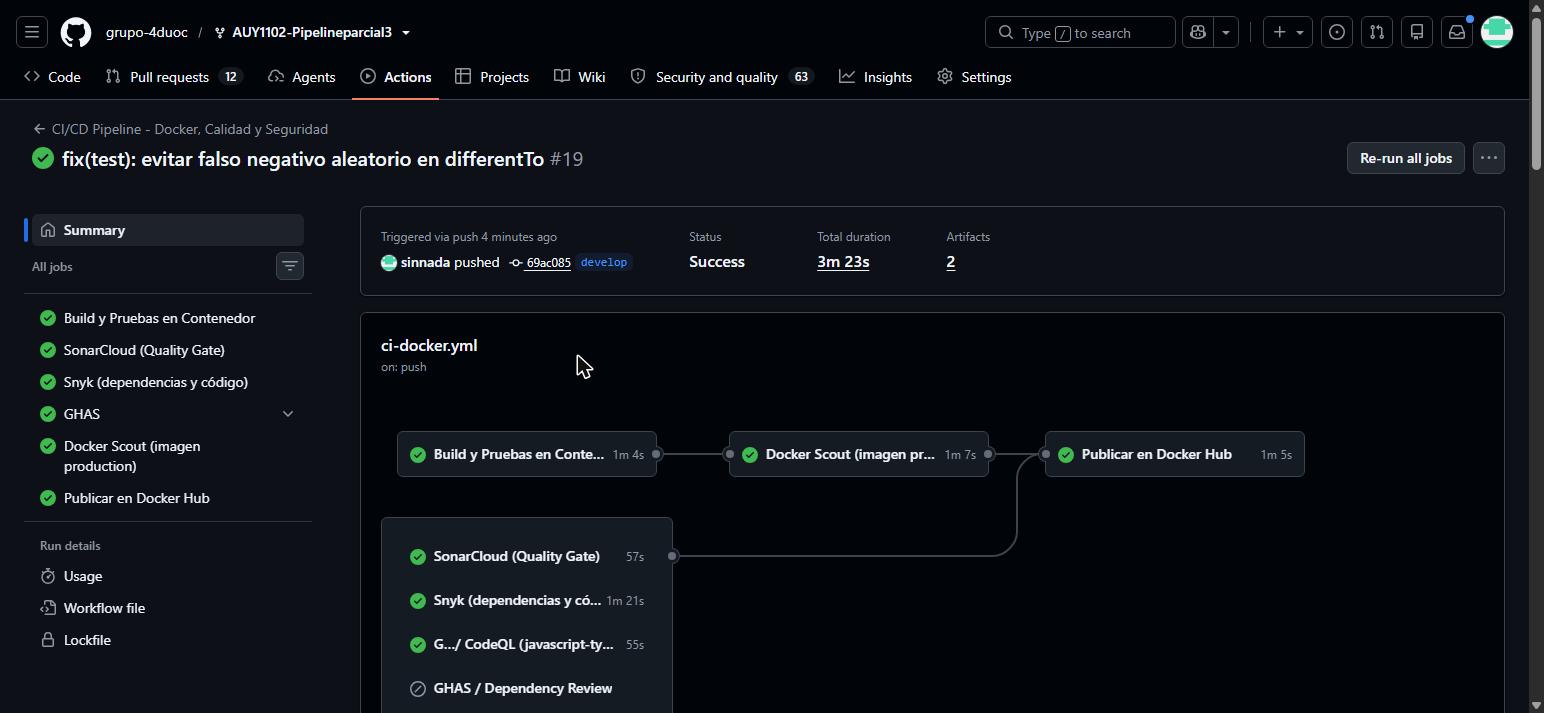 grupo-4duoc / AUY1102-Pipelineparcial3
Type / to search
Code Pull requests 12 Agents Actions Projects Wiki Security and quality 63 Insights Settings
CI/CD Pipeline - Docker, Calidad y Seguridad
fix(test): evitar falso negativo aleatorio en differentTo #19
Re-run all jobs
Summary
All jobs
Build y Pruebas en Contenedor
SonarCloud (Quality Gate)
Snyk (dependencias y código)
GHAS
Docker Scout (imagen
production)
Publicar en Docker Hub
Run details
Usage
Workflow file
Lockfile
Triggered via push 4 minutes ago
sinnada pushed 69ac085 develop
Status
Success
Total duration
3m 23s
Artifacts
2
ci-docker.yml
on: push
Build y Pruebas en Conte... 1m 4s
Docker Scout (imagen pr... 1m 7s
Publicar en Docker Hub 1m 5s
SonarCloud (Quality Gate) 57s
Snyk (dependencias y có... 1m 21s
G.../ CodeQL (javascript-ty... 55s
GHAS / Dependency Review